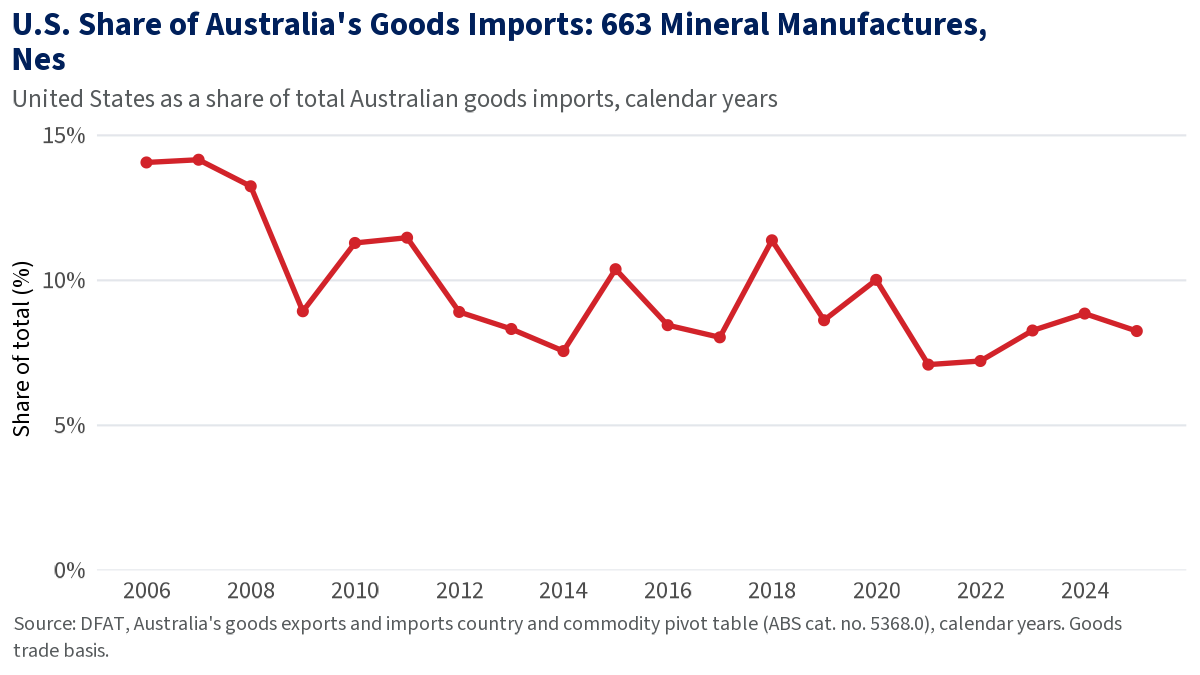 U.S. Share of Australia's Goods Imports: 663 Mineral Manufactures,
Nes
United States as a share of total Australian goods imports, calendar years
15%
10%
5%
0%
Share of total (%)
2006 2008 2010 2012 2014 2016 2018 2020 2022 2024
Source: DFAT, Australia's goods exports and imports country and commodity pivot table (ABS cat. no. 5368.0), calendar years. Goods
trade basis.